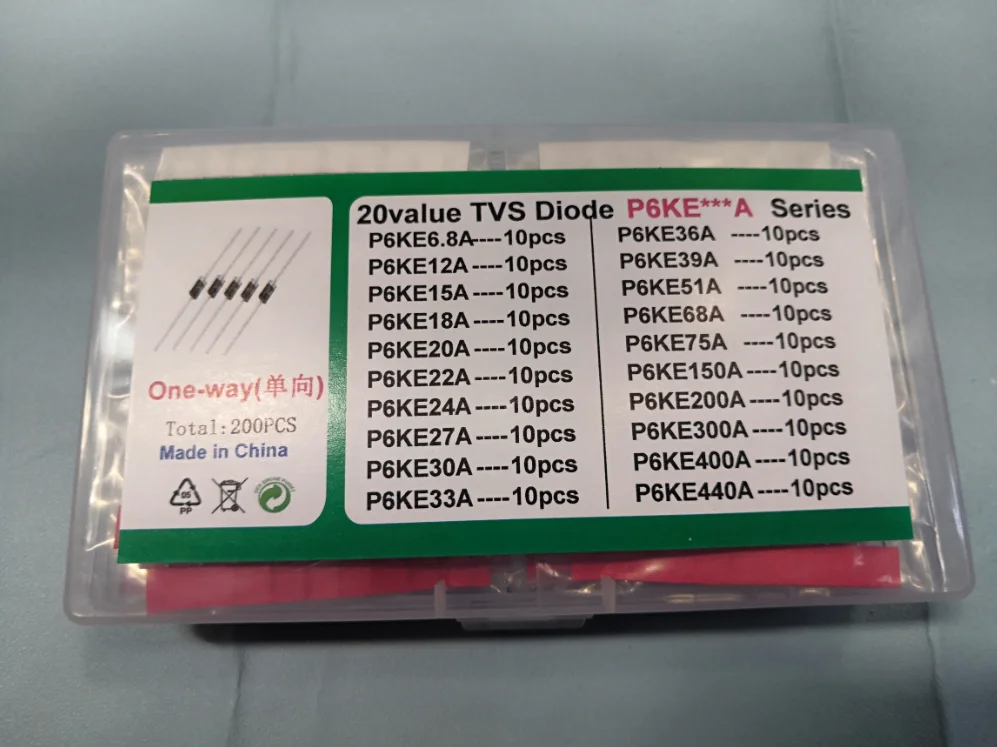 20value TVS Diode P6KE***A Series
P6KE6.8A----10pcs
P6KE12A----10pcs
P6KE15A----10pcs
P6KE18A----10pcs
P6KE20A----10pcs
P6KE22A----10pcs
P6KE24A----10pcs
P6KE27A----10pcs
P6KE30A----10pcs
P6KE33A----10pcs
P6KE36A ----10pcs
P6KE39A ----10pcs
P6KE51A ----10pcs
P6KE68A ----10pcs
P6KE75A ----10pcs
P6KE150A----10pcs
P6KE200A----10pcs
P6KE300A----10pcs
P6KE400A----10pcs
P6KE440A----10pcs
One-way(单向)
Total:200PCS
Made in China
05
PP